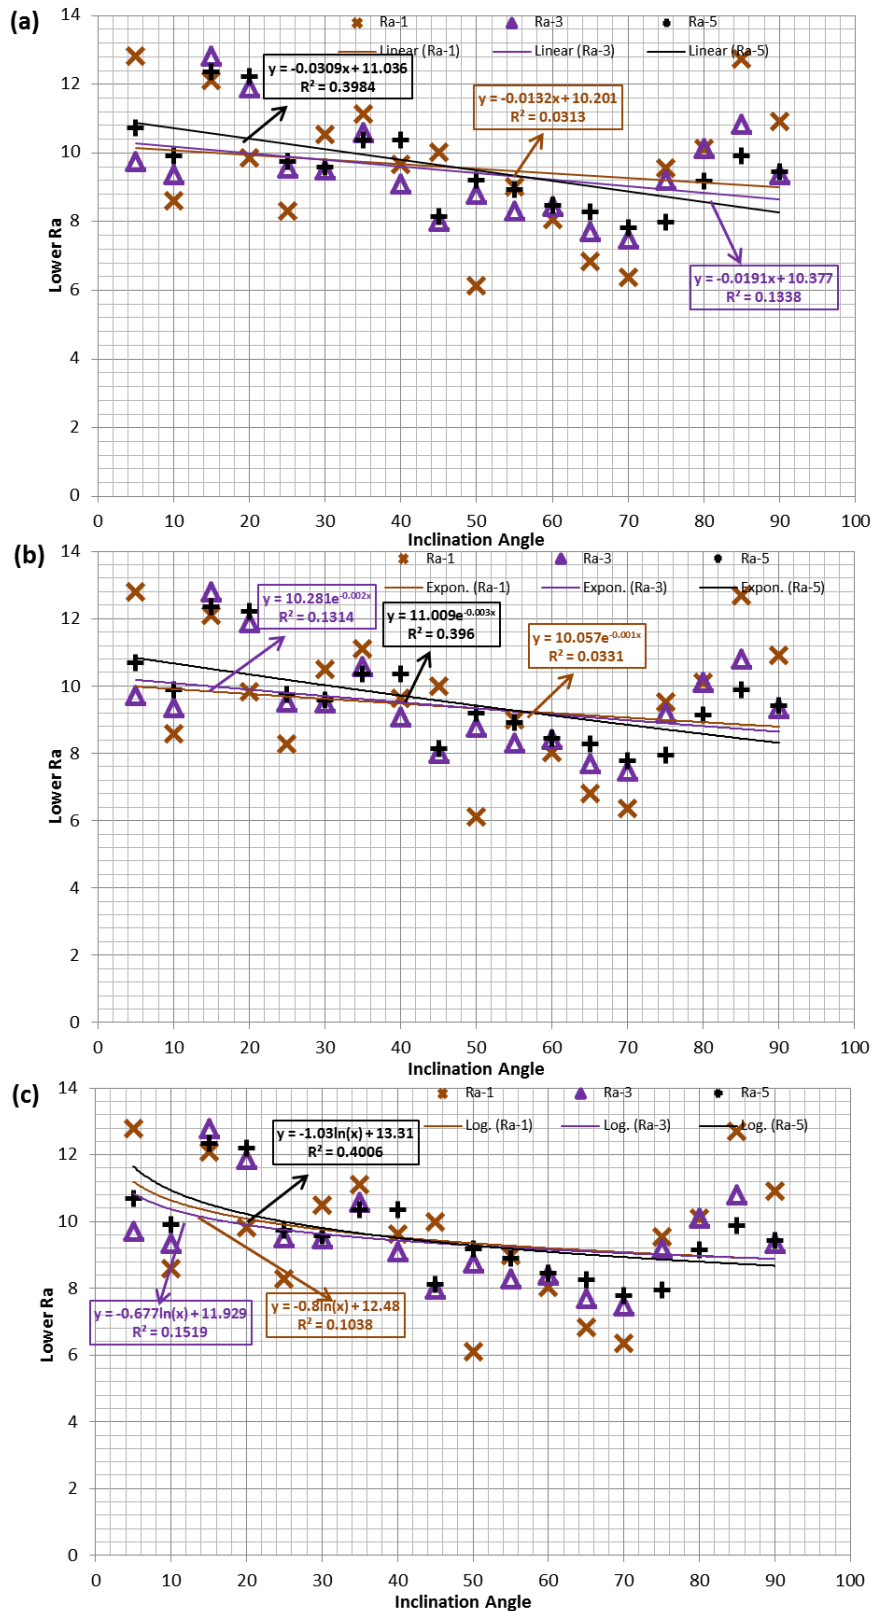 (a)
Ra-1 Ra-3 Ra-5
Linear (Ra-1) Linear (Ra-3) Linear (Ra-5)
y = -0.0309x + 11.036
R² = 0.3984
y = -0.0132x + 10.201
R² = 0.0313
y = -0.0191x + 10.377
R² = 0.1338
Lower Ra
14
12
10
8
6
4
2
0
0 10 20 30 40 50 60 70 80 90 100
Inclination Angle
(b)
Ra-1 Ra-3 Ra-5
Expon. (Ra-1) Expon. (Ra-3) Expon. (Ra-5)
y = 10.281e^-0.002x
R² = 0.1314
y = 11.009e^-0.003x
R² = 0.396
y = 10.057e^-0.001x
R² = 0.0331
Lower Ra
14
12
10
8
6
4
2
0
0 10 20 30 40 50 60 70 80 90 100
Inclination Angle
(c)
Ra-1 Ra-3 Ra-5
Log. (Ra-1) Log. (Ra-3) Log. (Ra-5)
y = -1.03ln(x) + 13.31
R² = 0.4006
y = -0.677ln(x) + 11.929
R² = 0.1519
y = -0.8ln(x) + 12.48
R² = 0.1038
Lower Ra
14
12
10
8
6
4
2
0
0 10 20 30 40 50 60 70 80 90 100
Inclination Angle